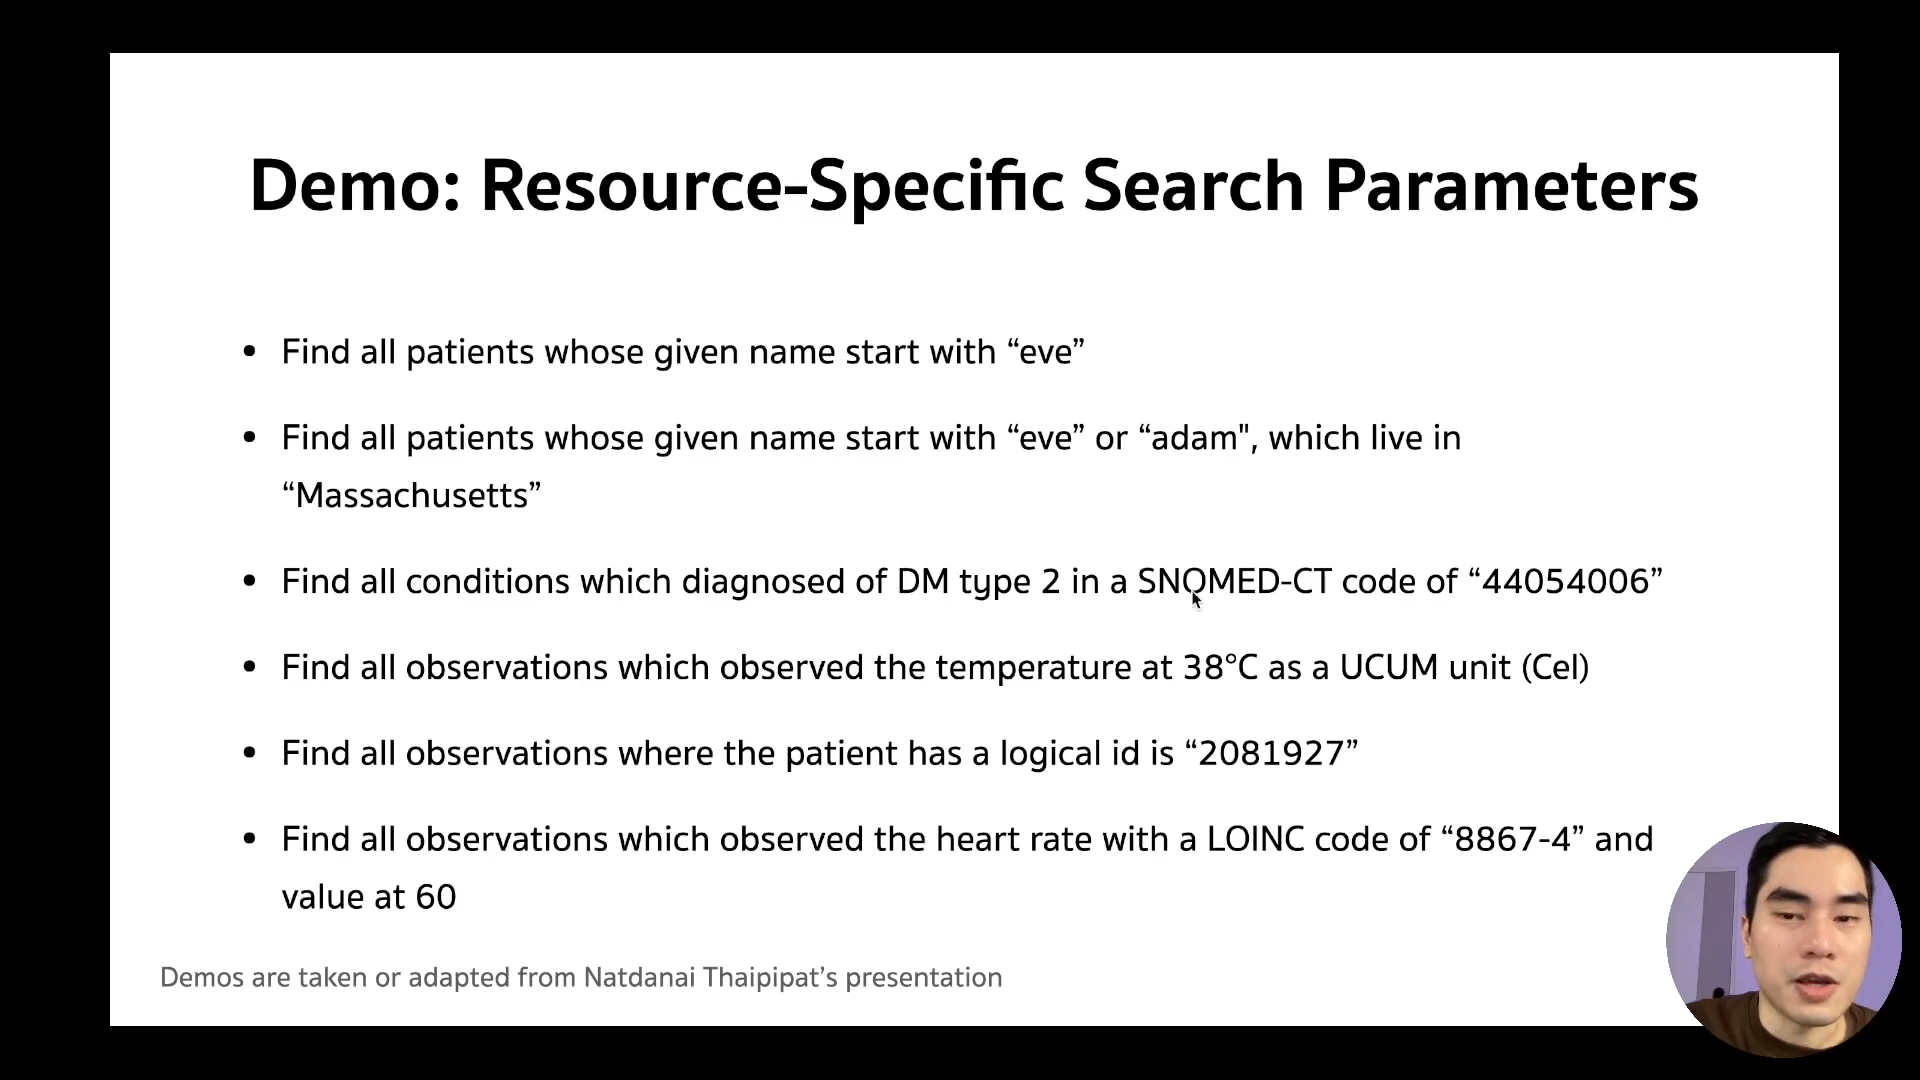 Demo: Resource-Specific Search Parameters
• Find all patients whose given name start with “eve”
• Find all patients whose given name start with “eve” or “adam", which live in
“Massachusetts”
• Find all conditions which diagnosed of DM type 2 in a SNOMED-CT code of “44054006”
• Find all observations which observed the temperature at 38°C as a UCUM unit (Cel)
• Find all observations where the patient has a logical id is “2081927”
• Find all observations which observed the heart rate with a LOINC code of “8867-4” and
value at 60
Demos are taken or adapted from Natdanai Thaipipat’s presentation